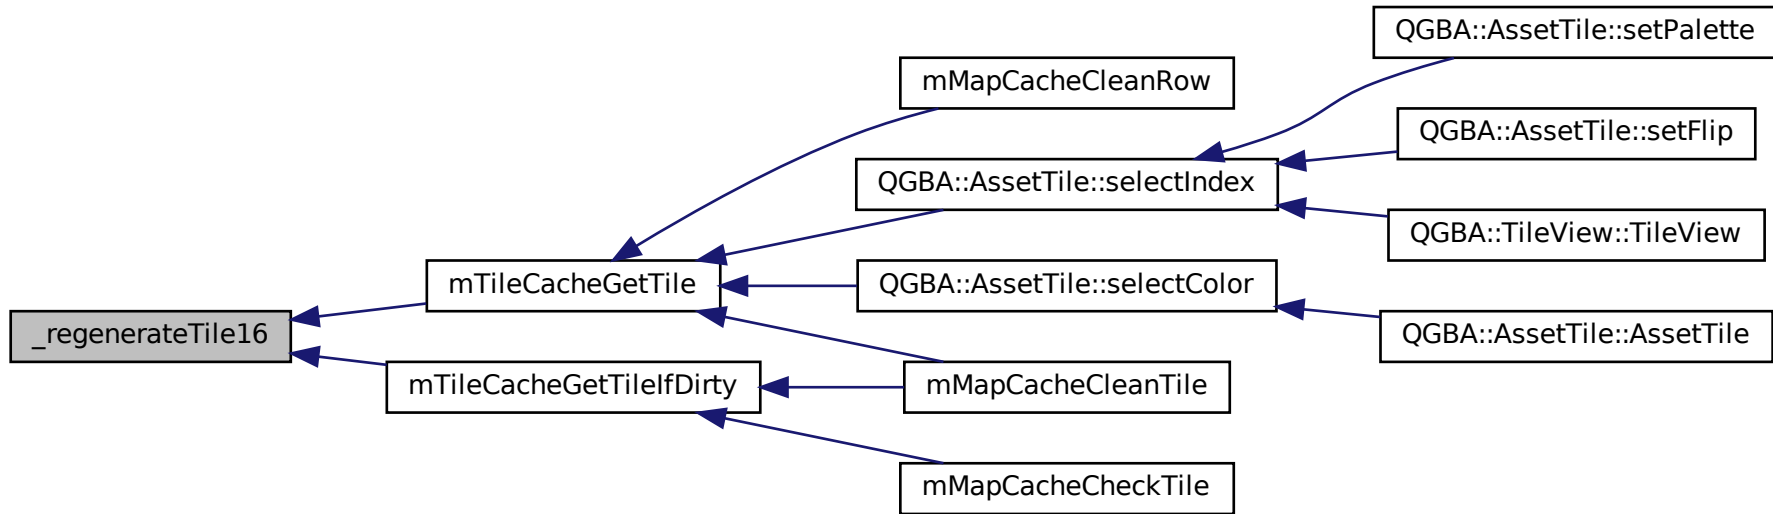 _regenerateTile16
mTileCacheGetTile
mTileCacheGetTileIfDirty
mMapCacheCleanRow
QGBA::AssetTile::selectIndex
QGBA::AssetTile::selectColor
mMapCacheCleanTile
mMapCacheCheckTile
QGBA::AssetTile::setPalette
QGBA::AssetTile::setFlip
QGBA::TileView::TileView
QGBA::AssetTile::AssetTile